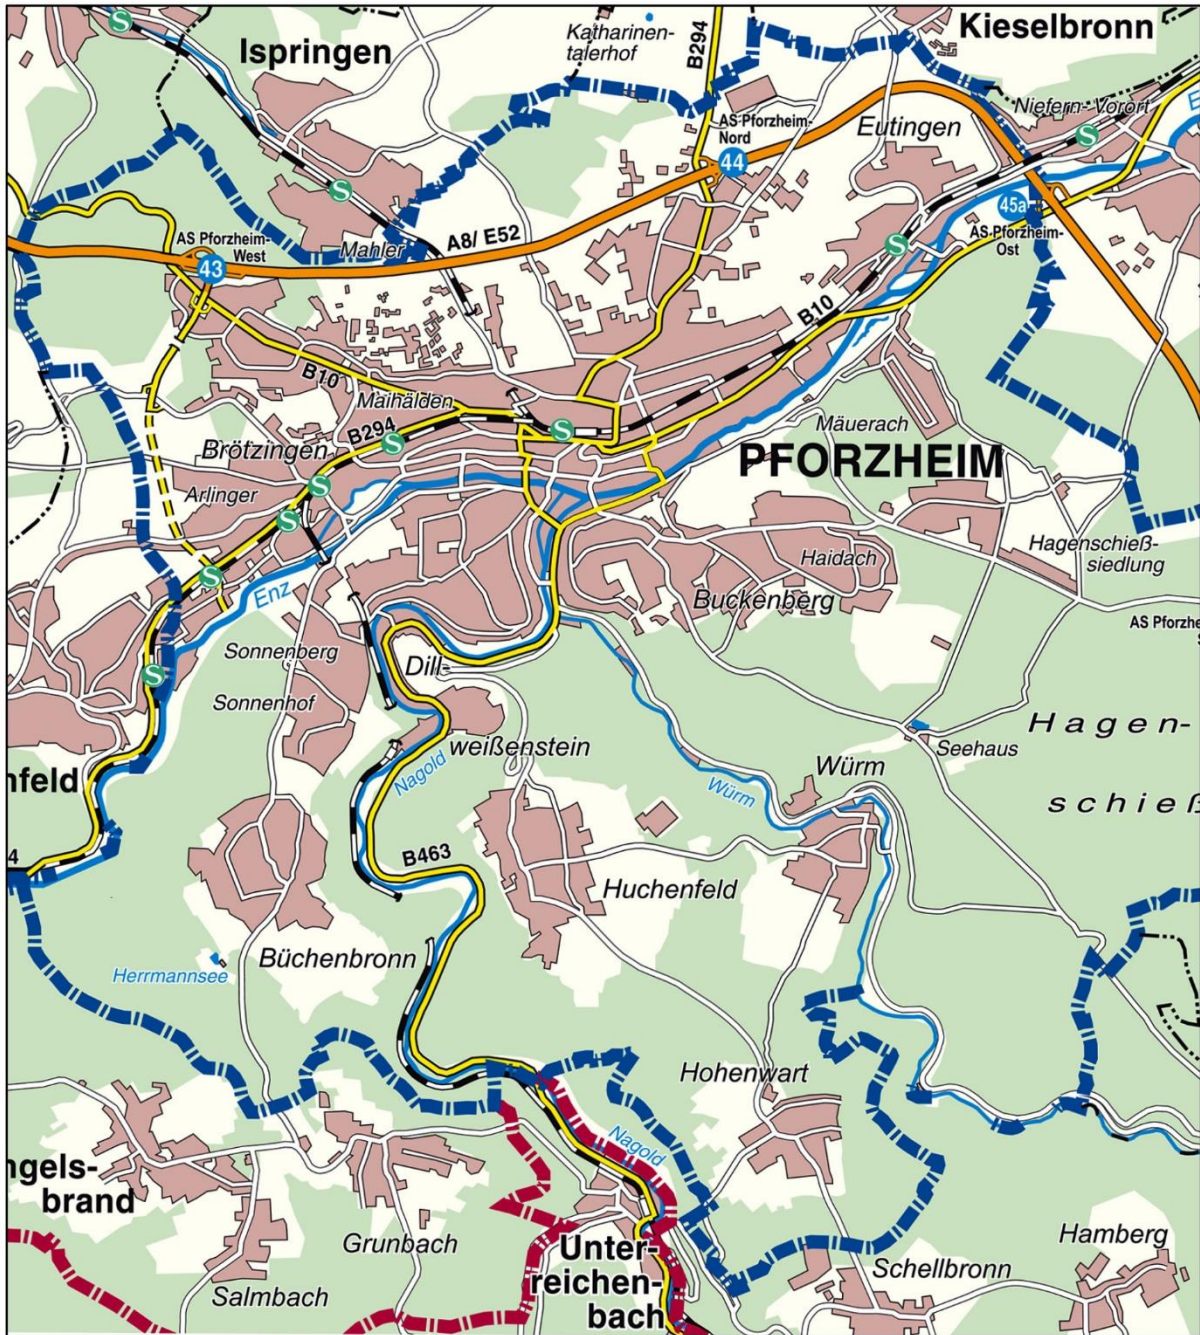 Ispringen
Katharinen-
talerhof
B294
Kieselbronn
S
AS Pforzheim-
Nord
44
Eutingen
Niefern-Vorort
S
S
45a
AS Pforzheim-
Ost
S
AS Pforzheim-
West
43
Mahler
A8/ E52
S
B10
B10
Maihälden
B294
S
S
Brötzingen
Arlinger
S
S
S
S
Mäuerach
PFORZHEIM
Hagenschieß-
siedlung
Haidach
Buckenberg
Enz
Sonnenberg
Sonnenhof
Dill-
weißenstein
Nagold
B463
Würm
Würm
Seehaus
Hagen-
schieß
Huchenfeld
Büchenbronn
Herrmannsee
Hohenwart
Nagold
Grunbach
Salmbach
Unter-
reichen-
bach
Schellbronn
Hamberg
ngels-
brand
nfeld
4
AS Pforzhe